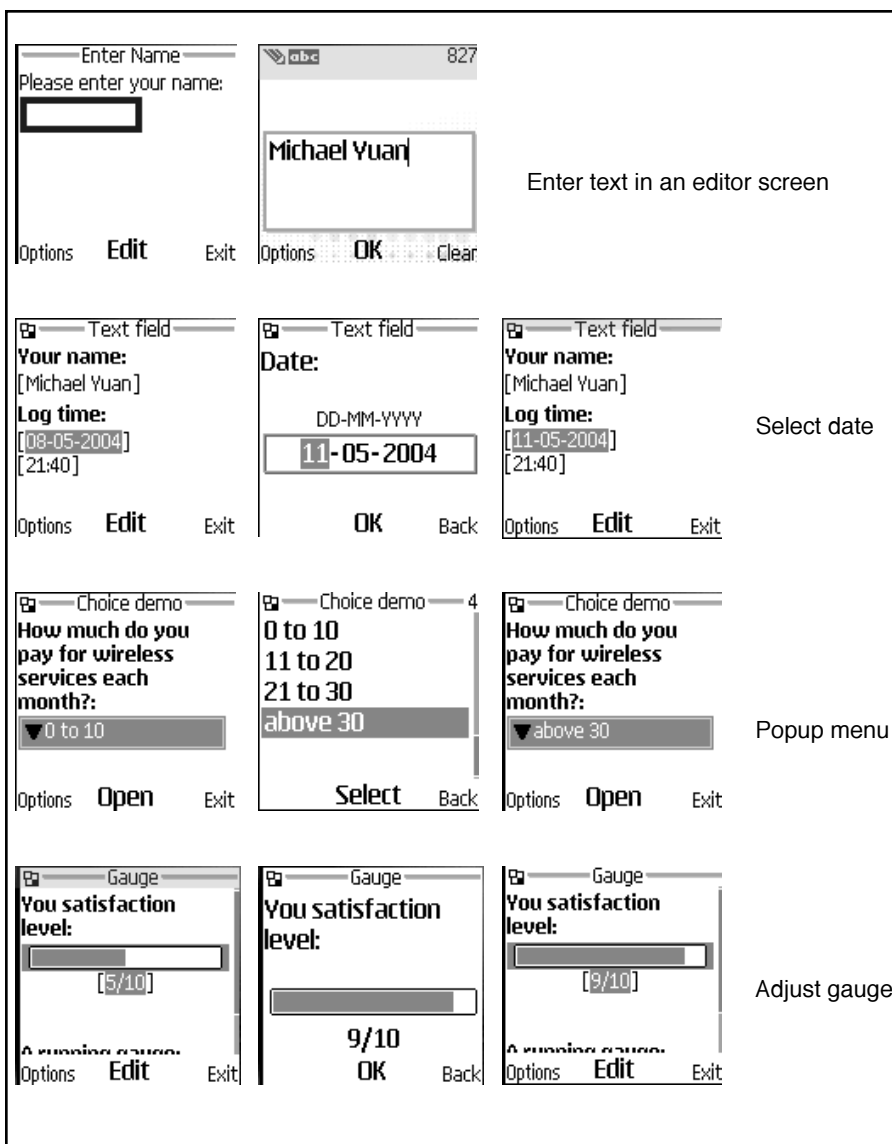 Enter Name
Please enter your name:
Options Edit Exit
abc 827
Michael Yuan
Options OK Clear
Enter text in an editor screen
Text field
Your name:
[Michael Yuan]
Log time:
[08-05-2004]
[21:40]
Options Edit Exit
Text field
Date:
DD-MM-YYYY
11-05-2004
OK Back
Text field
Your name:
[Michael Yuan]
Log time:
[11-05-2004]
[21:40]
Options Edit Exit
Select date
Choice demo
How much do you
pay for wireless
services each
month?:
0 to 10
Options Open Exit
Choice demo 4
0 to 10
11 to 20
21 to 30
above 30
Select Back
Choice demo
How much do you
pay for wireless
services each
month?:
above 30
Options Open Exit
Popup menu
Gauge
You satisfaction
level:
[5/10]
A running gauge:
Options Edit Exit
Gauge
You satisfaction
level:
9/10
OK Back
Gauge
You satisfaction
level:
[9/10]
A running gauge:
Options Edit Exit
Adjust gauge